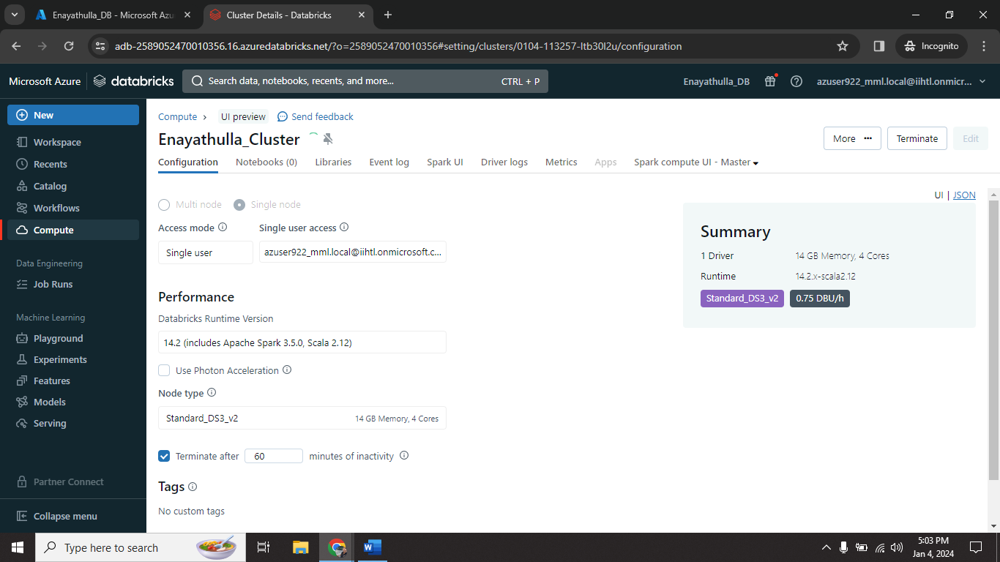 Enayathulla_DB - Microsoft Azu
Cluster Details - Databricks
adb-2589052470010356.16.azuredatabricks.net/?o=2589052470010356#setting/clusters/0104-113257-ltb30l2u/configuration
Incognito
Microsoft Azure
databricks
Search data, notebooks, recents, and more...
CTRL + P
Enayathulla_DB
azuser922_mml.local@iihtl.onmicr...
New
Workspace
Recents
Catalog
Workflows
Compute
Data Engineering
Job Runs
Machine Learning
Playground
Experiments
Features
Models
Serving
Partner Connect
Collapse menu
Compute
UI preview
Send feedback
Enayathulla_Cluster
More
Terminate
Edit
Configuration
Notebooks (0)
Libraries
Event log
Spark UI
Driver logs
Metrics
Apps
Spark compute UI - Master
UI | JSON
Multi node
Single node
Access mode
Single user access
Single user
azuser922_mml.local@iihtl.onmicrosoft.c...
Performance
Databricks Runtime Version
14.2 (includes Apache Spark 3.5.0, Scala 2.12)
Use Photon Acceleration
Node type
Standard_DS3_v2
14 GB Memory, 4 Cores
Terminate after 60 minutes of inactivity
Tags
No custom tags
Summary
1 Driver
14 GB Memory, 4 Cores
Runtime
14.2.x-scala2.12
Standard_DS3_v2
0.75 DBU/h
Type here to search
5:03 PM
Jan 4, 2024